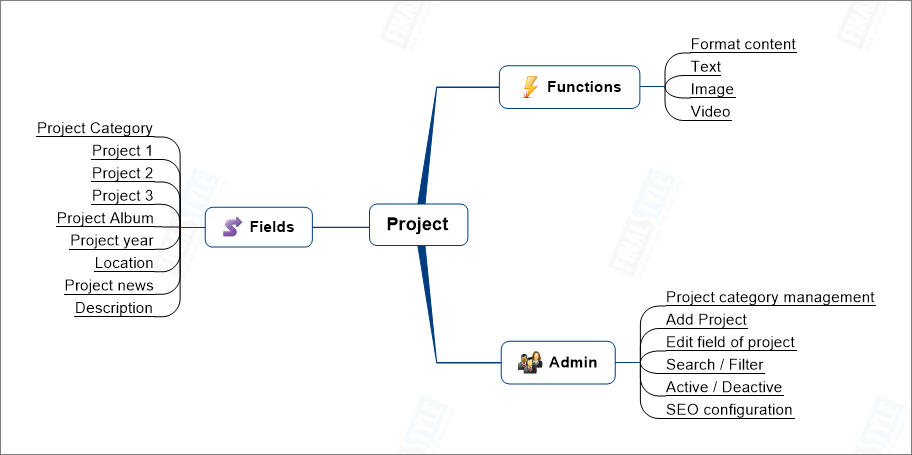 Project
Functions
Format content
Text
Image
Video
Fields
Project Category
Project 1
Project 2
Project 3
Project Album
Project year
Location
Project news
Description
Admin
Project category management
Add Project
Edit field of project
Search / Filter
Active / Deactive
SEO configuration
FINALSTYLE